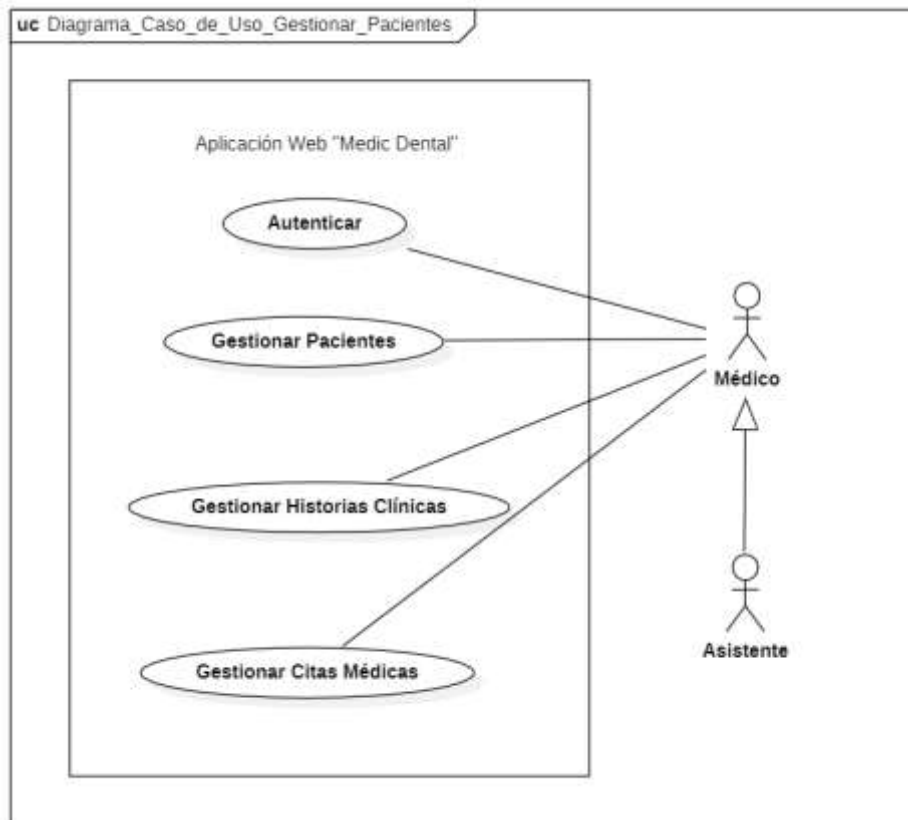 uc Diagrama_Caso_de_Uso_Gestionar_Pacientes
Aplicación Web "Medic Dental"
Autenticar
Gestionar Pacientes
Médico
Gestionar Historias Clínicas
Asistente
Gestionar Citas Médicas